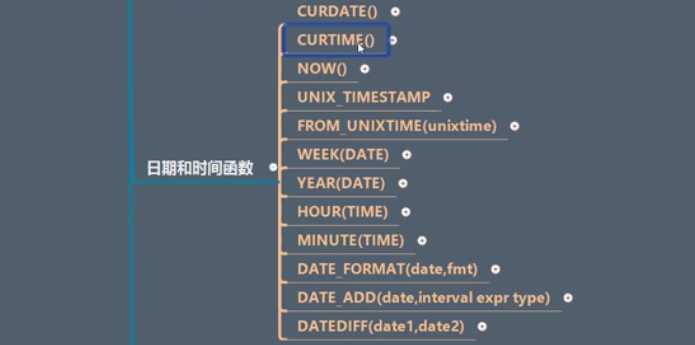 CURDATE()
CURTIME()
NOW()
UNIX_TIMESTAMP
FROM_UNIXTIME(unixtime)
WEEK(DATE)
日期和时间函数
YEAR(DATE)
HOUR(TIME)
MINUTE(TIME)
DATE_FORMAT(date,fmt)
DATE_ADD(date,interval expr type)
DATEDIFF(date1,date2)